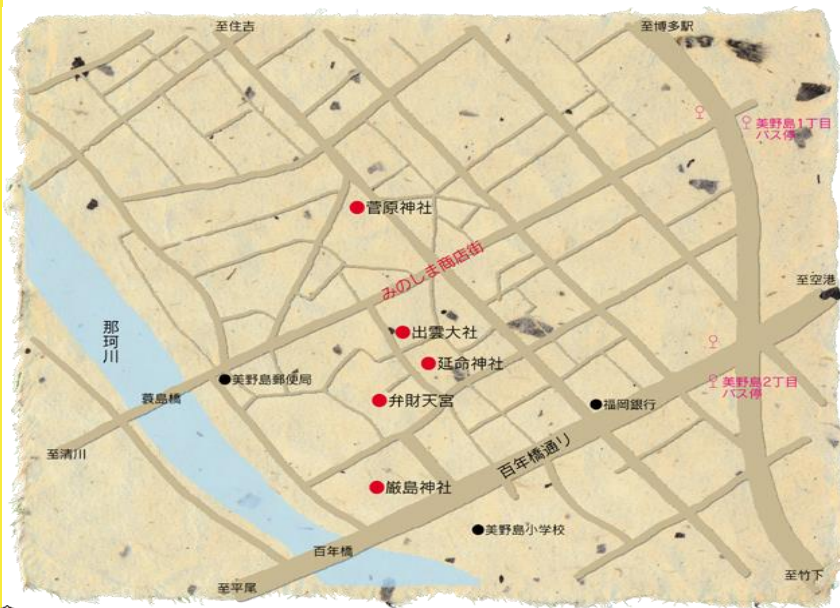 至住吉
至博多駅
美野島1丁目
バス停
菅原神社
みのしま商店街
至空港
那珂川
出雲大社
延命神社
美野島郵便局
美野島2丁目
バス停
蓑島橋
弁財天宮
福岡銀行
至清川
百年橋通り
厳島神社
美野島小学校
百年橋
至竹下
至平尾